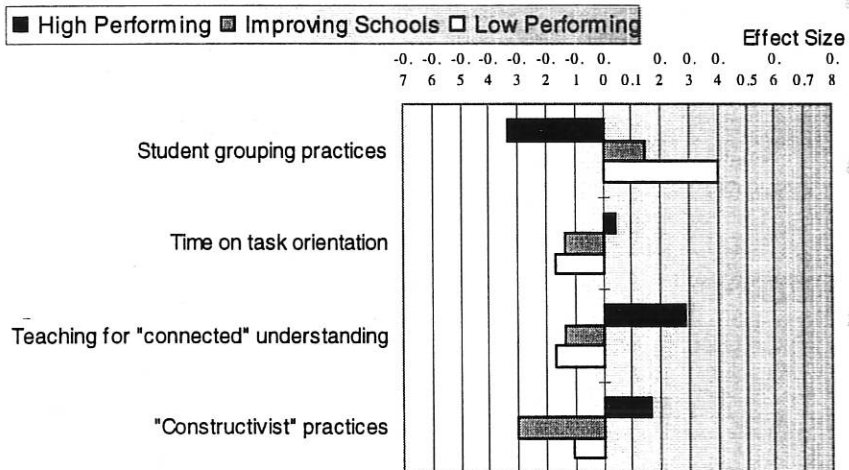 High Performing Improving Schools Low Performing
Effect Size
-0. -0. -0. -0. -0. -0. -0. 0. 0. 0. 0. 0. 0.
7 6 5 4 3 2 1 0 0.1 2 3 4 0.5 6 0.7 8
Student grouping practices
Time on task orientation
Teaching for "connected" understanding
"Constructivist" practices